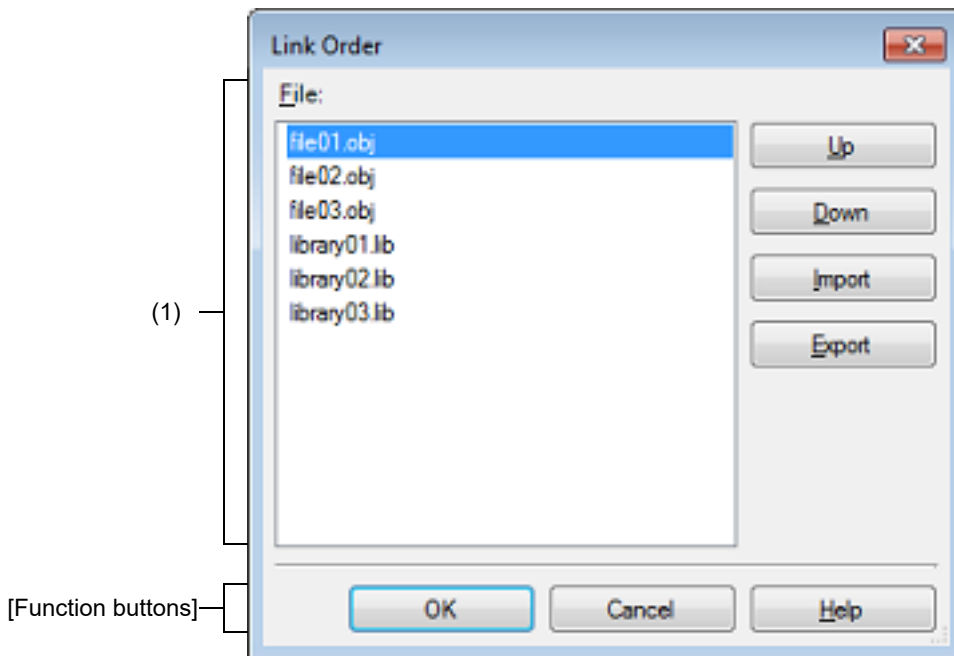 Link Order
File:
file01.obj
file02.obj
file03.obj
library01.lib
library02.lib
library03.lib
Up
Down
Import
Export
(1)
[Function buttons]
OK
Cancel
Help